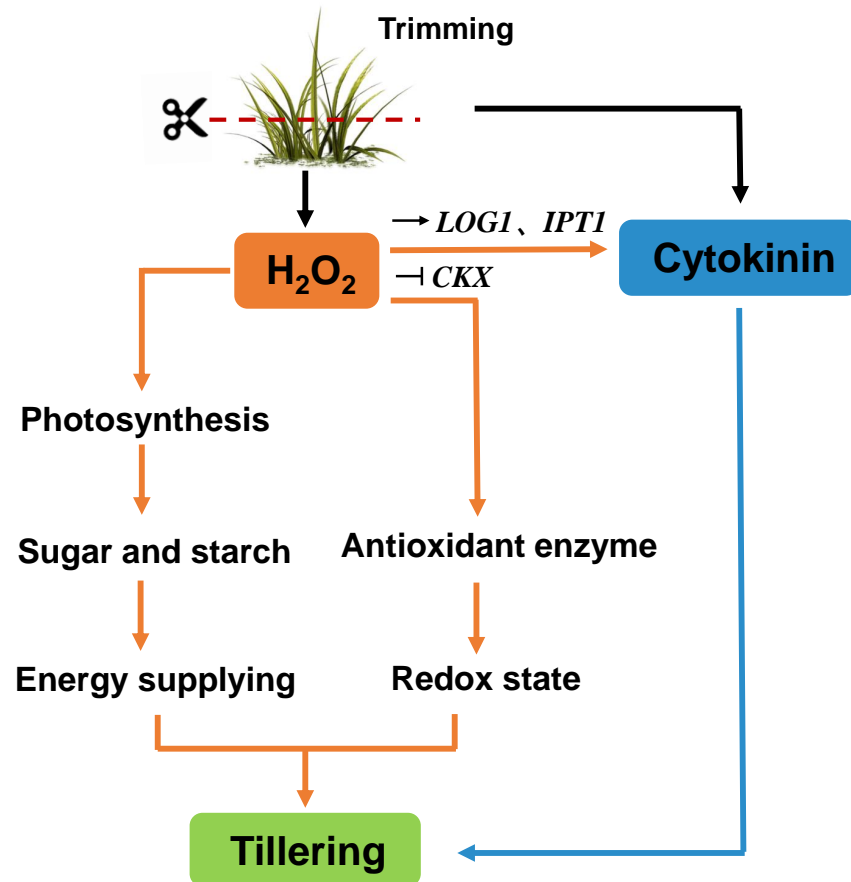 Trimming
LOG1、IPT1
H₂O₂
Cytokinin
CKX
Photosynthesis
Sugar and starch
Antioxidant enzyme
Energy supplying
Redox state
Tillering